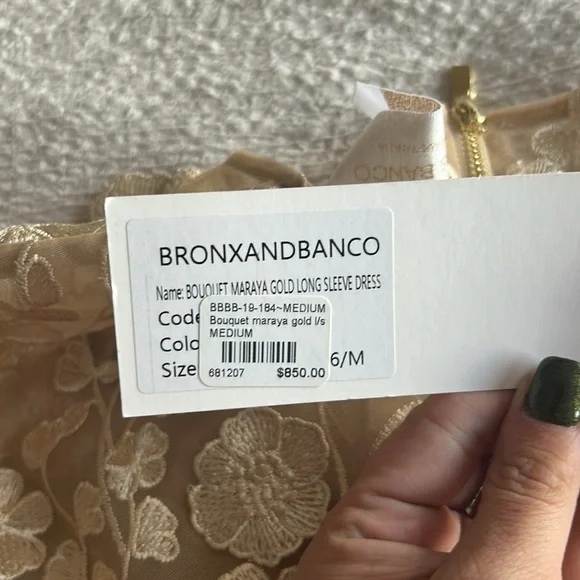 BANCO
BRONXANDBANCO
Name: BOUQUET MARAYA GOLD LONG SLEEVE DRESS
Code
Colo
Size
6/M
BBBB-19-184~MEDIUM
Bouquet maraya gold l/s
MEDIUM
681207 $850.00